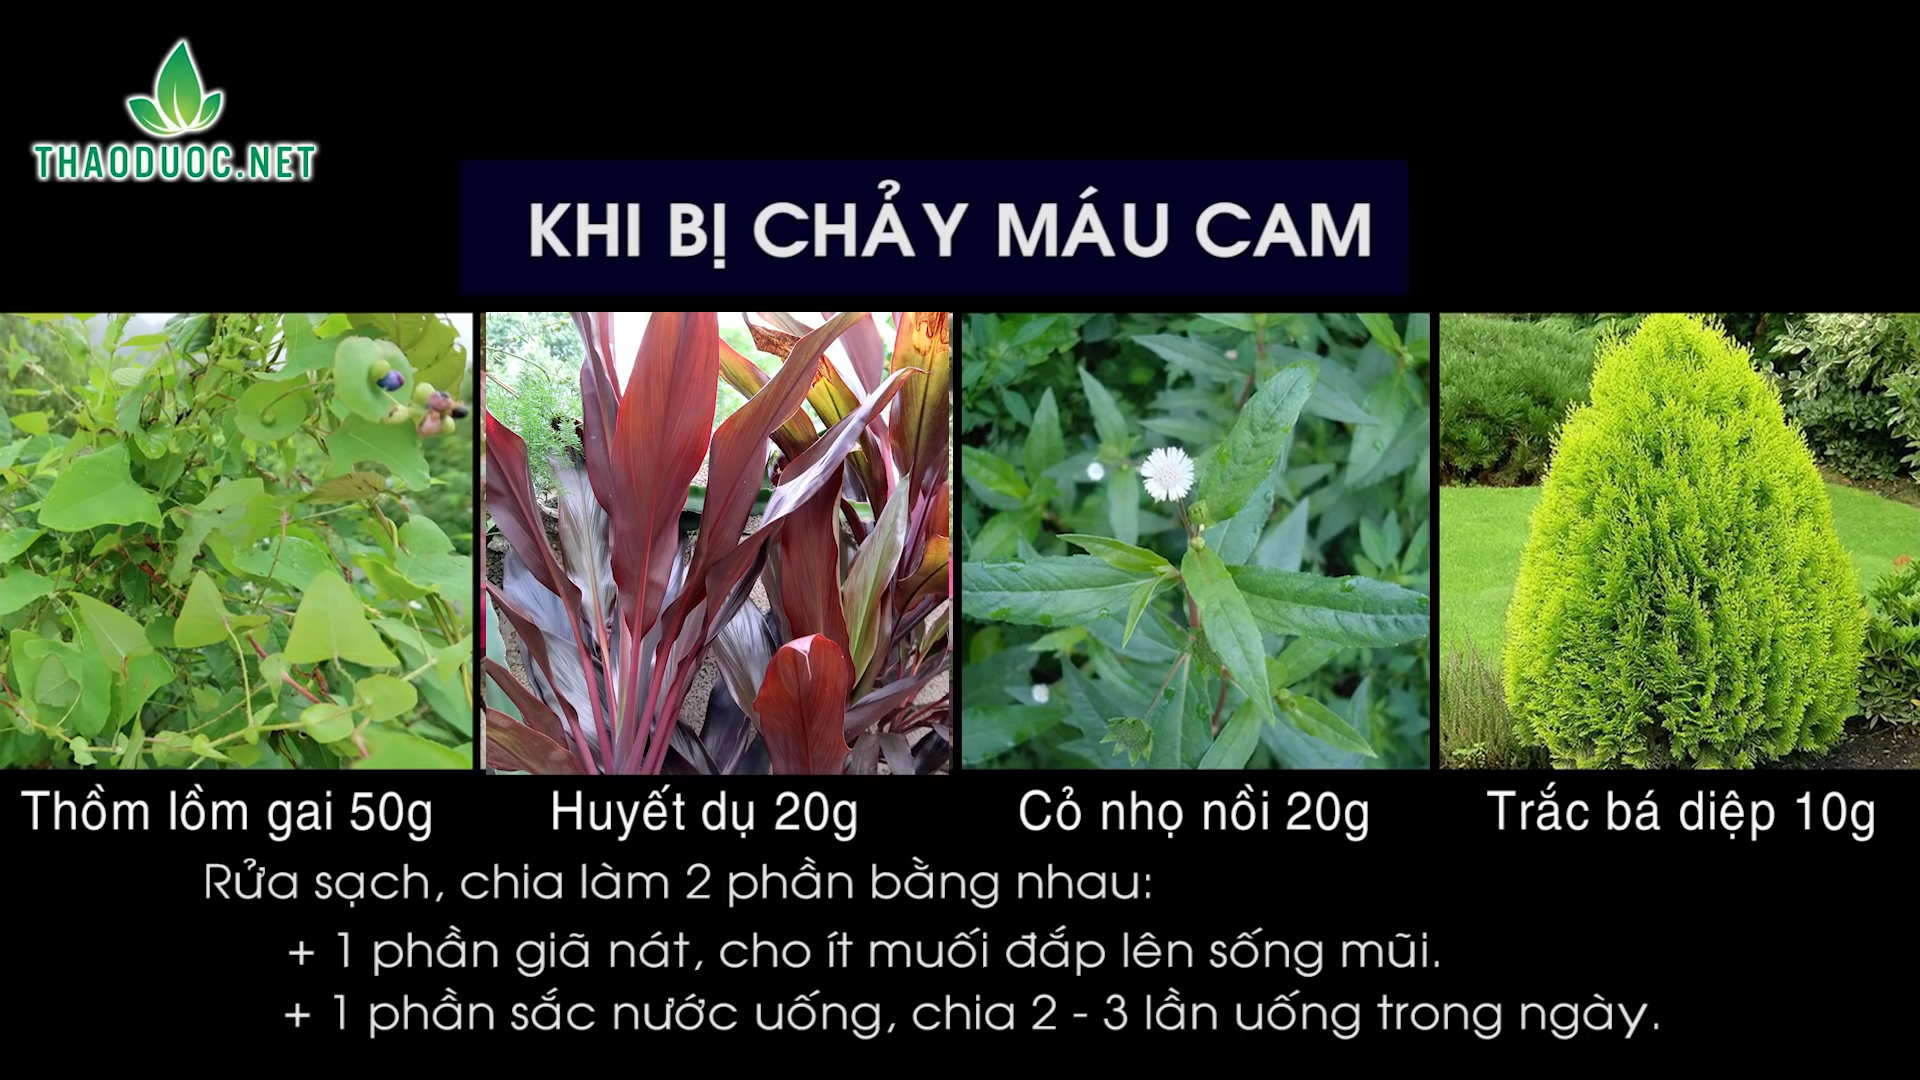 THAODUOC.NET
KHI BỊ CHẢY MÁU CAM
Thồm lồm gai 50g
Huyết dụ 20g
Cỏ nhọ nồi 20g
Trắc bá diệp 10g
Rửa sạch, chia làm 2 phần bằng nhau:
+ 1 phần giã nát, cho ít muối đắp lên sống mũi.
+ 1 phần sắc nước uống, chia 2 - 3 lần uống trong ngày.